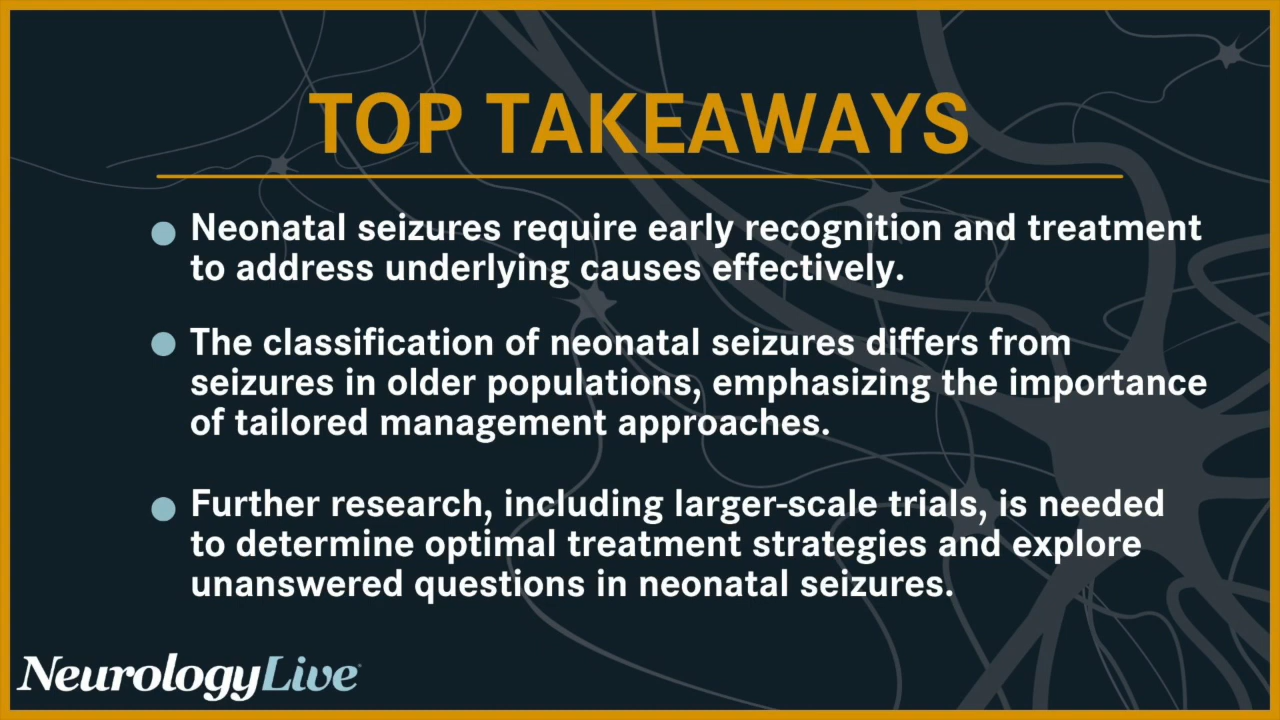 TOP TAKEAWAYS
Neonatal seizures require early recognition and treatment
to address underlying causes effectively.
The classification of neonatal seizures differs from
seizures in older populations, emphasizing the importance
of tailored management approaches.
Further research, including larger-scale trials, is needed
to determine optimal treatment strategies and explore
unanswered questions in neonatal seizures.
NeurologyLive